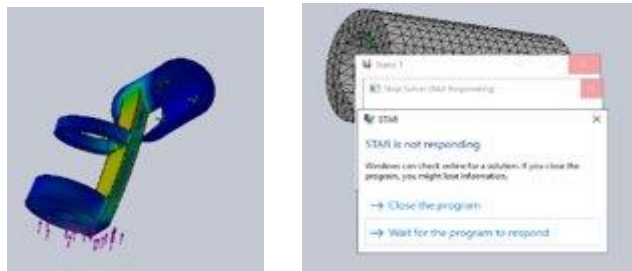 Static 1
Stop Solver (Not Responding)
STAR
STAR is not responding
Windows can check online for a solution. If you close the
program, you might lose information.
→ Close the program
→ Wait for the program to respond